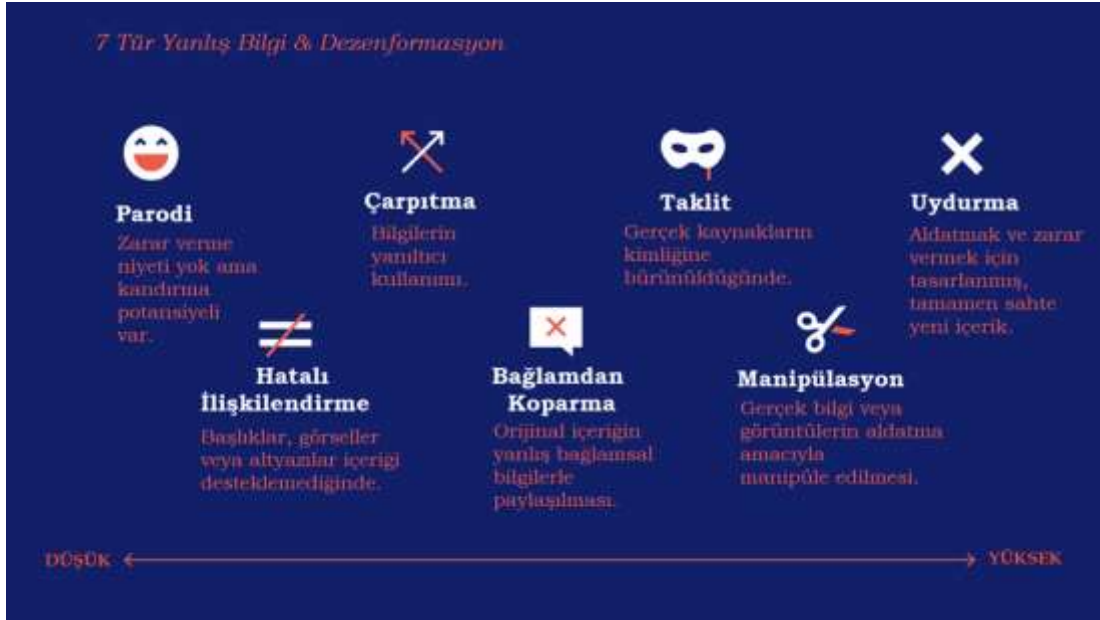 7 Tür Yanlış Bilgi & Dezenformasyon
Parodi
Zarar verme
niyeti yok ama
kandırma
potansiyeli
var.
Hatalı
İlişkilendirme
Başlıklar, görseller
veya altyazılar içeriği
desteklemediğinde.
Çarpıtma
Bilgilerin
yanıltıcı
kullanımı.
Bağlamdan
Koparma
Orijinal içeriğin
yanlış bağlamsal
bilgilerle
paylaşılması.
Taklit
Gerçek kaynakların
kimliğine
bürünüldüğünde.
Manipülasyon
Gerçek bilgi veya
görüntülerin aldatma
amacıyla
manipüle edilmesi.
Uydurma
Aldatmak ve zarar
vermek için
tasarlanmış,
tamamen sahte
yeni içerik.
DÜŞÜK
YÜKSEK